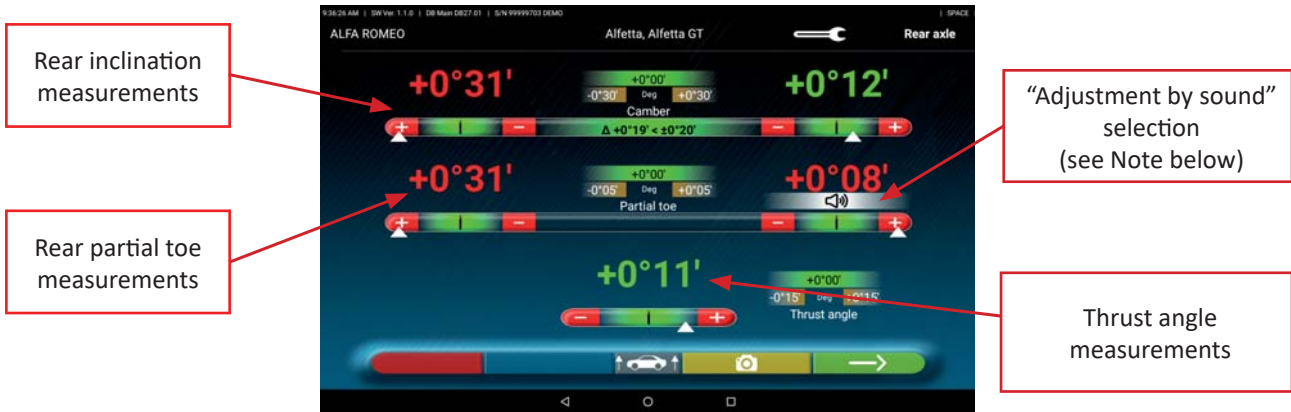 9:36:26 AM | SW Ver. 1.1.0 | DB Main DB27.01 | S/N 99999703 DEMO | SPACE
ALFA ROMEO Alfetta, Alfetta GT Rear axle
Rear inclination
measurements
+0°31' +0°00' +0°12'
-0°30' Deg +0°30'
Camber
+ - Δ +0°19' < ±0°20' - +
"Adjustment by sound"
selection
(see Note below)
+0°31' +0°00' +0°08'
-0°05' Deg +0°05'
Partial toe
+ - - +
Rear partial toe
measurements
+0°11' +0°00'
-0°15' Deg +0°15'
Thrust angle
- +
Thrust angle
measurements